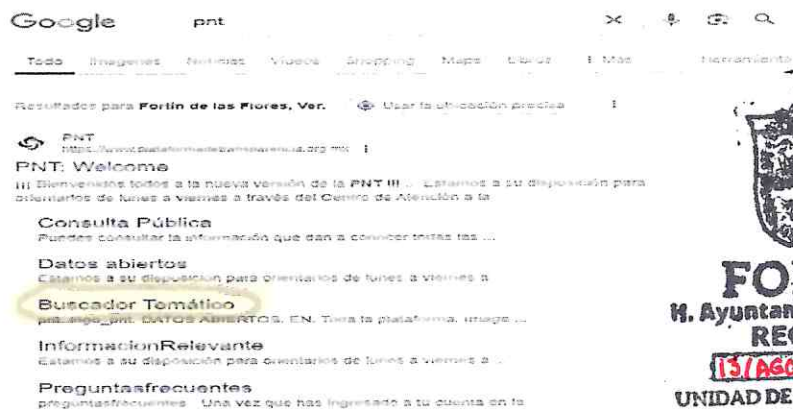 Google pnt
Todo Imágenes Noticias Videos Shopping Maps Libros Más Herramientas
Resultados para Fortín de las Flores, Ver. Usar la ubicación precisa
PNT
https://www.plataformadetransparencia.org.mx
PNT: Welcome
¡¡¡ Bienvenidos todos a la nueva versión de la PNT !!! ... Estamos a su disposición para
orientarlos de lunes a viernes a través del Centro de Atención a la
Consulta Pública
Puedes consultar la información que dan a conocer todas las ...
Datos abiertos
Estamos a su disposición para orientarlos de lunes a viernes a
Buscador Temático
DATOS ABIERTOS. EN. Toda la plataforma. image ...
InformacionRelevante
Estamos a su disposición para orientarlos de lunes a viernes a ...
Preguntasfrecuentes
preguntasfrecuentes. Una vez que has ingresado a tu cuenta en la
FO
H. Ayuntam
RE
13/AGO
UNIDAD DE